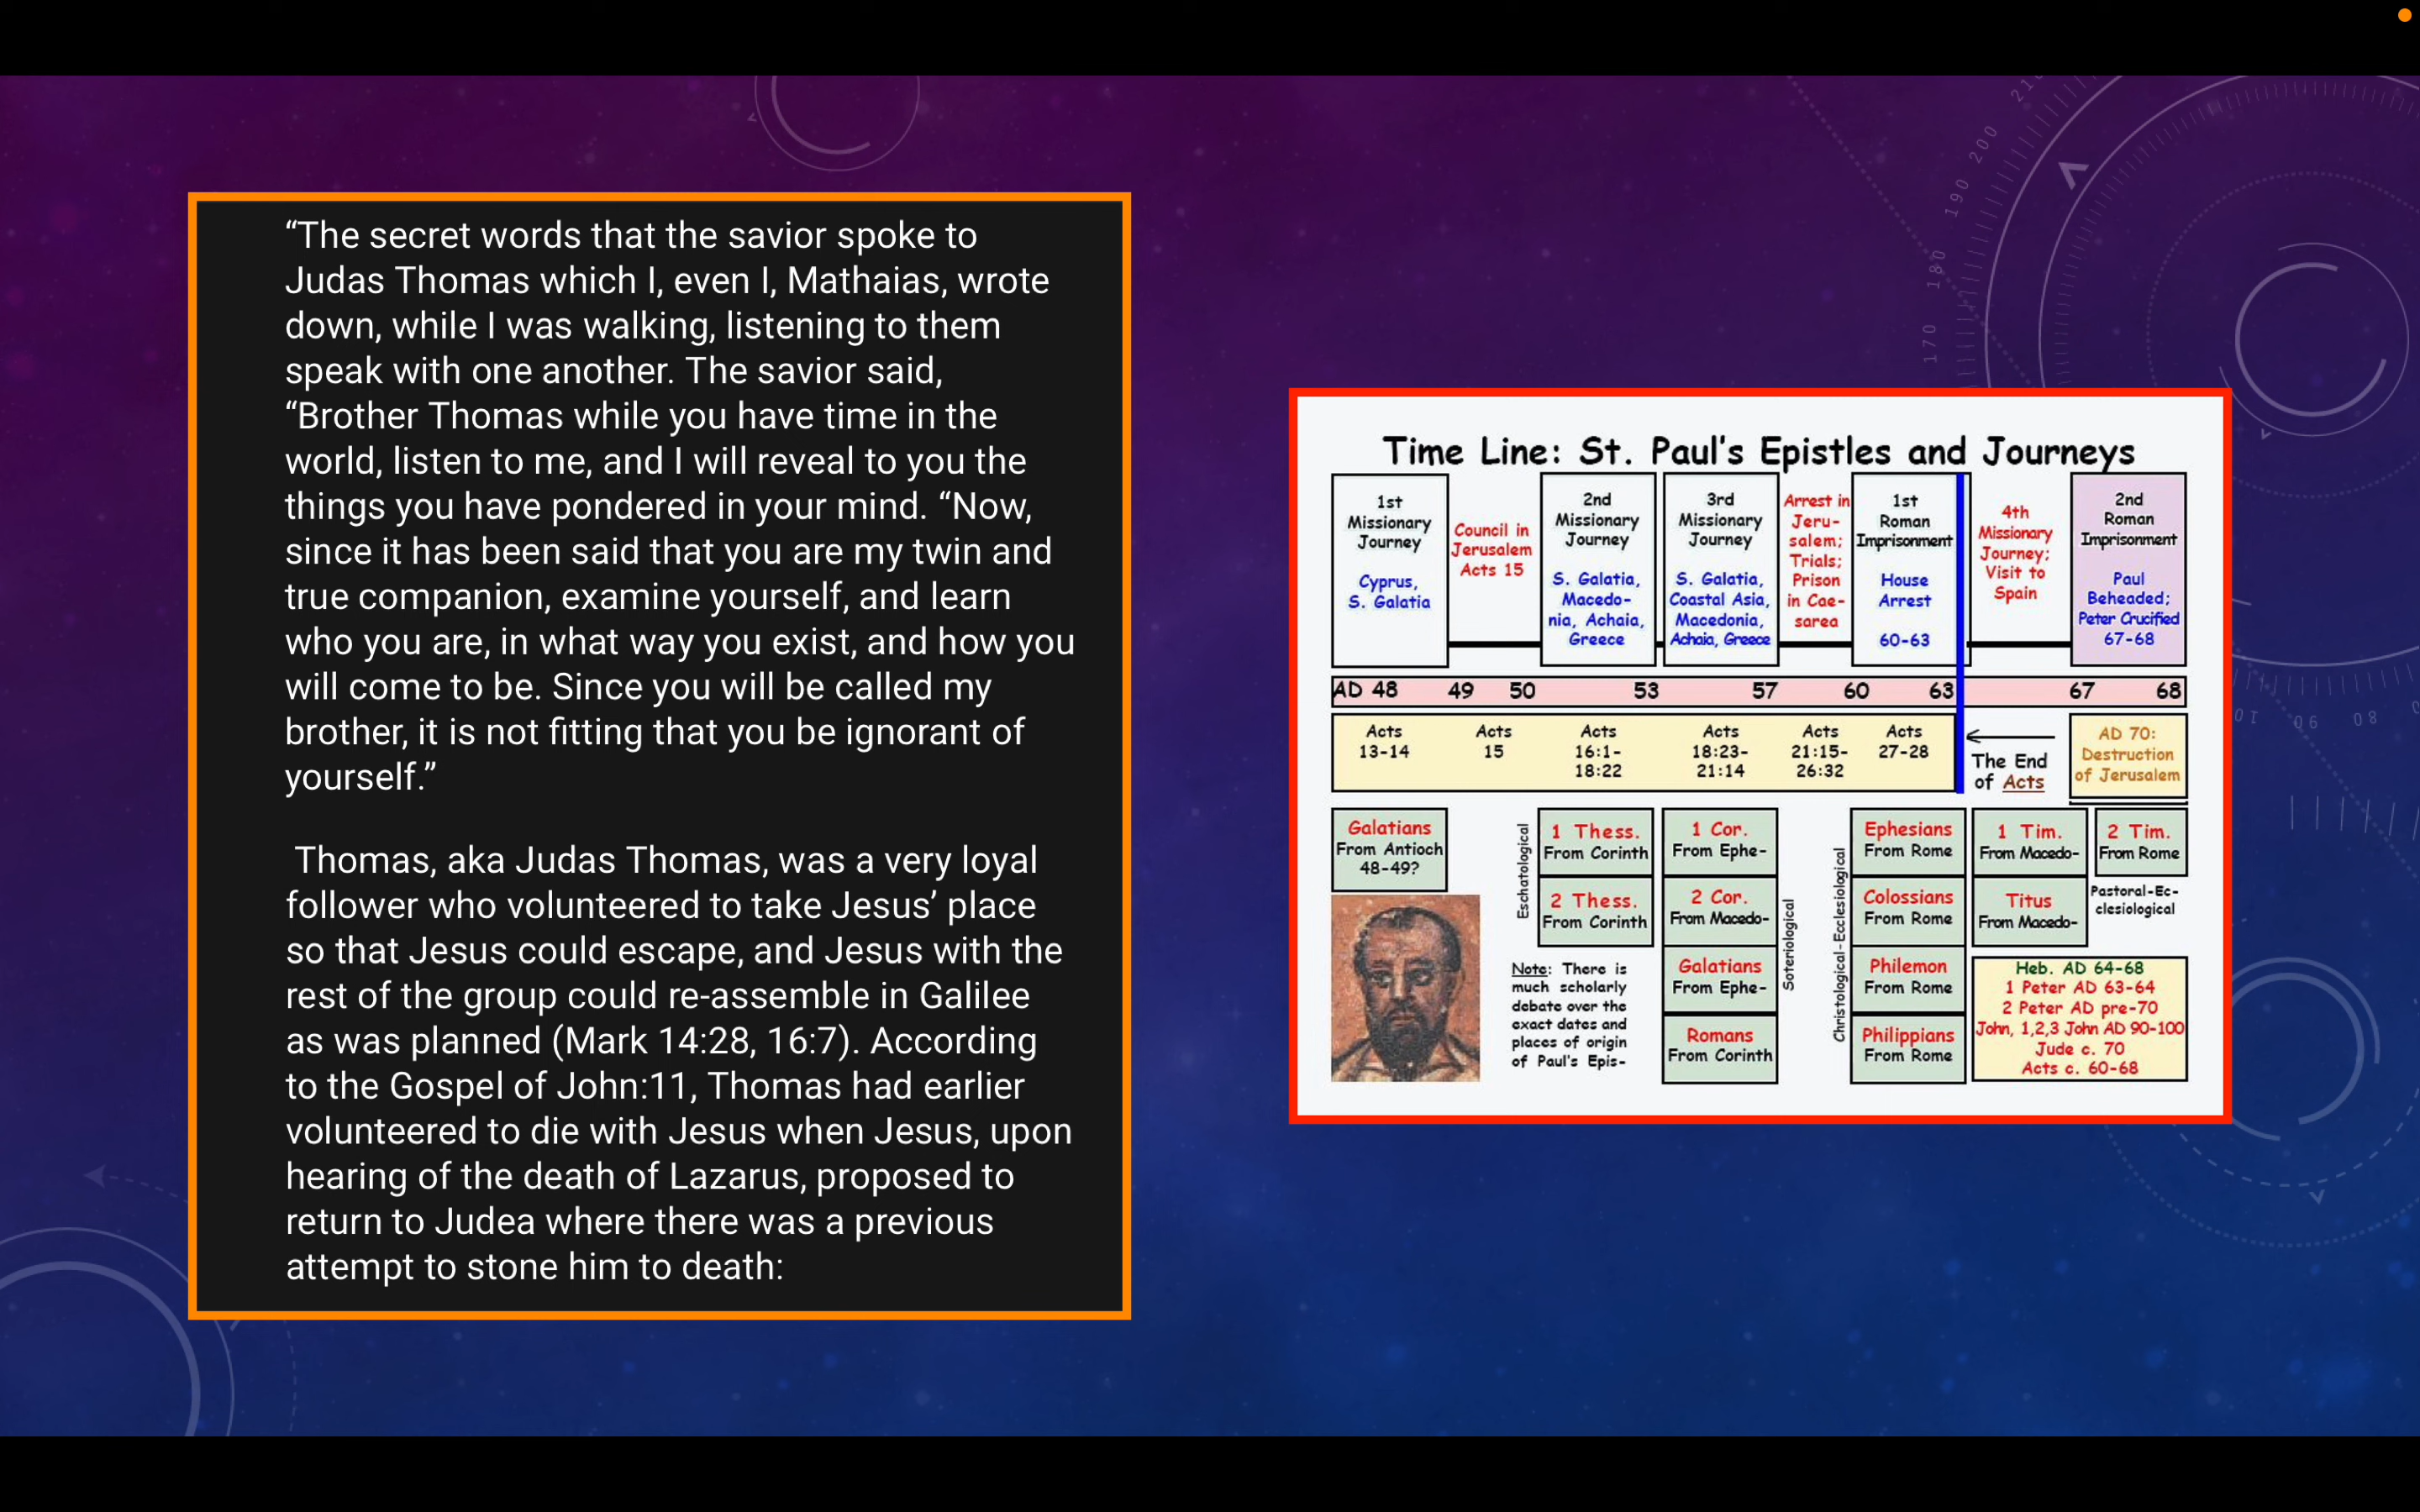 “The secret words that the savior spoke to
Judas Thomas which I, even I, Mathaias, wrote
down, while I was walking, listening to them
speak with one another. The savior said,
“Brother Thomas while you have time in the
world, listen to me, and I will reveal to you the
things you have pondered in your mind. “Now,
since it has been said that you are my twin and
true companion, examine yourself, and learn
who you are, in what way you exist, and how you
will come to be. Since you will be called my
brother, it is not fitting that you be ignorant of
yourself.”
Thomas, aka Judas Thomas, was a very loyal
follower who volunteered to take Jesus’ place
so that Jesus could escape, and Jesus with the
rest of the group could re-assemble in Galilee
as was planned (Mark 14:28, 16:7). According
to the Gospel of John:11, Thomas had earlier
volunteered to die with Jesus when Jesus, upon
hearing of the death of Lazarus, proposed to
return to Judea where there was a previous
attempt to stone him to death:
Time Line: St. Paul’s Epistles and Journeys
1st
Missionary
Journey
Cyprus,
S. Galatia
Council in
Jerusalem
Acts 15
2nd
Missionary
Journey
S. Galatia,
Macedo-
nia, Achaia,
Greece
3rd
Missionary
Journey
S. Galatia,
Coastal Asia,
Macedonia,
Achaia, Greece
Arrest in
Jeru-
salem;
Trials;
Prison
in Cae-
sarea
1st
Roman
Imprisonment
House
Arrest
60-63
4th
Missionary
Journey;
Visit to
Spain
2nd
Roman
Imprisonment
Paul
Beheaded;
Peter Crucified
67-68
AD 48 49 50 53 57 60 63 67 68
Acts
13-14
Acts
15
Acts
16:1-
18:22
Acts
18:23-
21:14
Acts
21:15-
26:32
Acts
27-28
The End
of Acts
AD 70:
Destruction
of Jerusalem
Galatians
From Antioch
48-49?
Eschatological
1 Thess.
From Corinth
2 Thess.
From Corinth
Note: There is
much scholarly
debate over the
exact dates and
places of origin
of Paul's Epis-
1 Cor.
From Ephe-
2 Cor.
From Macedo-
Galatians
From Ephe-
Romans
From Corinth
Soteriological
Christological-Ecclesiological
Ephesians
From Rome
Colossians
From Rome
Philemon
From Rome
Philippians
From Rome
1 Tim.
From Macedo-
Titus
From Macedo-
2 Tim.
From Rome
Pastoral-Ec-
clesiological
Heb. AD 64-68
1 Peter AD 63-64
2 Peter AD pre-70
John, 1,2,3 John AD 90-100
Jude c. 70
Acts c. 60-68
170 180 190 200
80
90